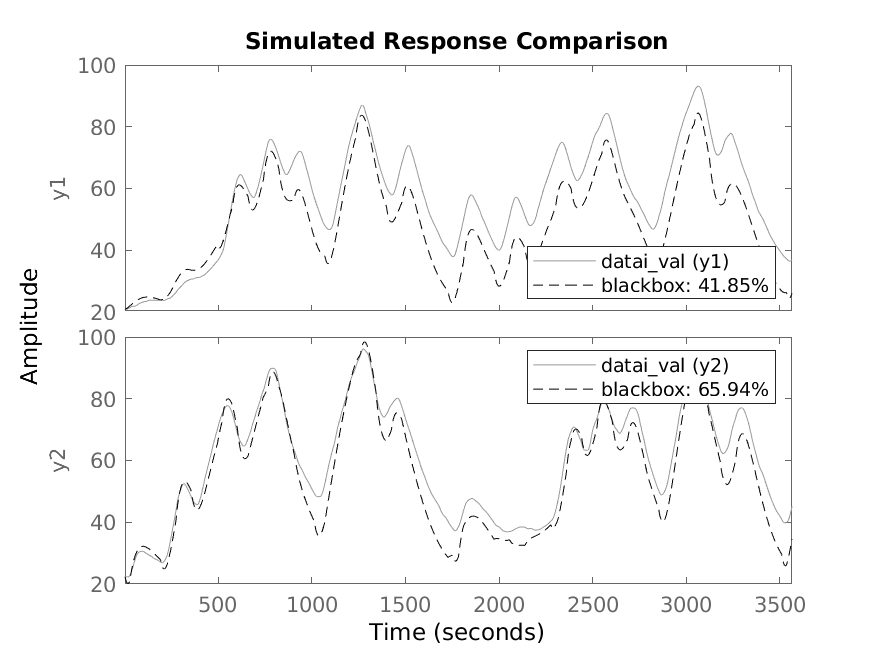 Simulated Response Comparison
100
80
60
40
20
y1
datai_val (y1)
blackbox: 41.85%
Amplitude
100
80
60
40
20
y2
datai_val (y2)
blackbox: 65.94%
500 1000 1500 2000 2500 3000 3500
Time (seconds)